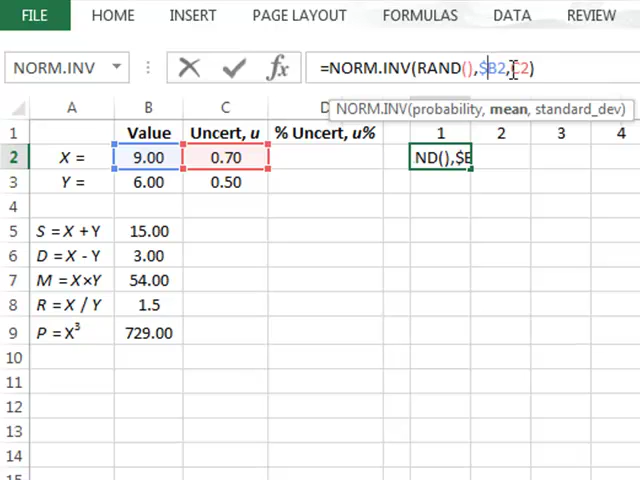 FILE HOME INSERT PAGE LAYOUT FORMULAS DATA REVIEW
NORM.INV fx =NORM.INV(RAND(),$B2,C2)
NORM.INV(probability, mean, standard_dev)
A B C D
1 Value Uncert, u % Uncert, u% 1 2 3 4
2 X = 9.00 0.70 ND(),$B
3 Y = 6.00 0.50
4
5 S = X + Y 15.00
6 D = X - Y 3.00
7 M = X×Y 54.00
8 R = X / Y 1.5
9 P = X³ 729.00
10
11
12
13
14
15